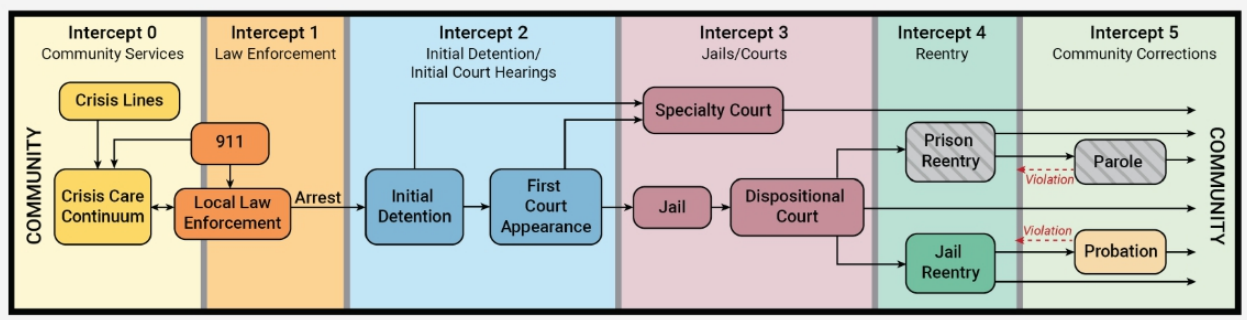 Intercept 0
Community Services
Intercept 1
Law Enforcement
Intercept 2
Initial Detention/
Initial Court Hearings
Intercept 3
Jails/Courts
Intercept 4
Reentry
Intercept 5
Community Corrections
COMMUNITY
Crisis Lines
911
Crisis Care
Continuum
Local Law
Enforcement
Arrest
Initial
Detention
First
Court
Appearance
Specialty Court
Jail
Dispositional
Court
Prison
Reentry
Violation
Parole
Jail
Reentry
Violation
Probation
COMMUNITY